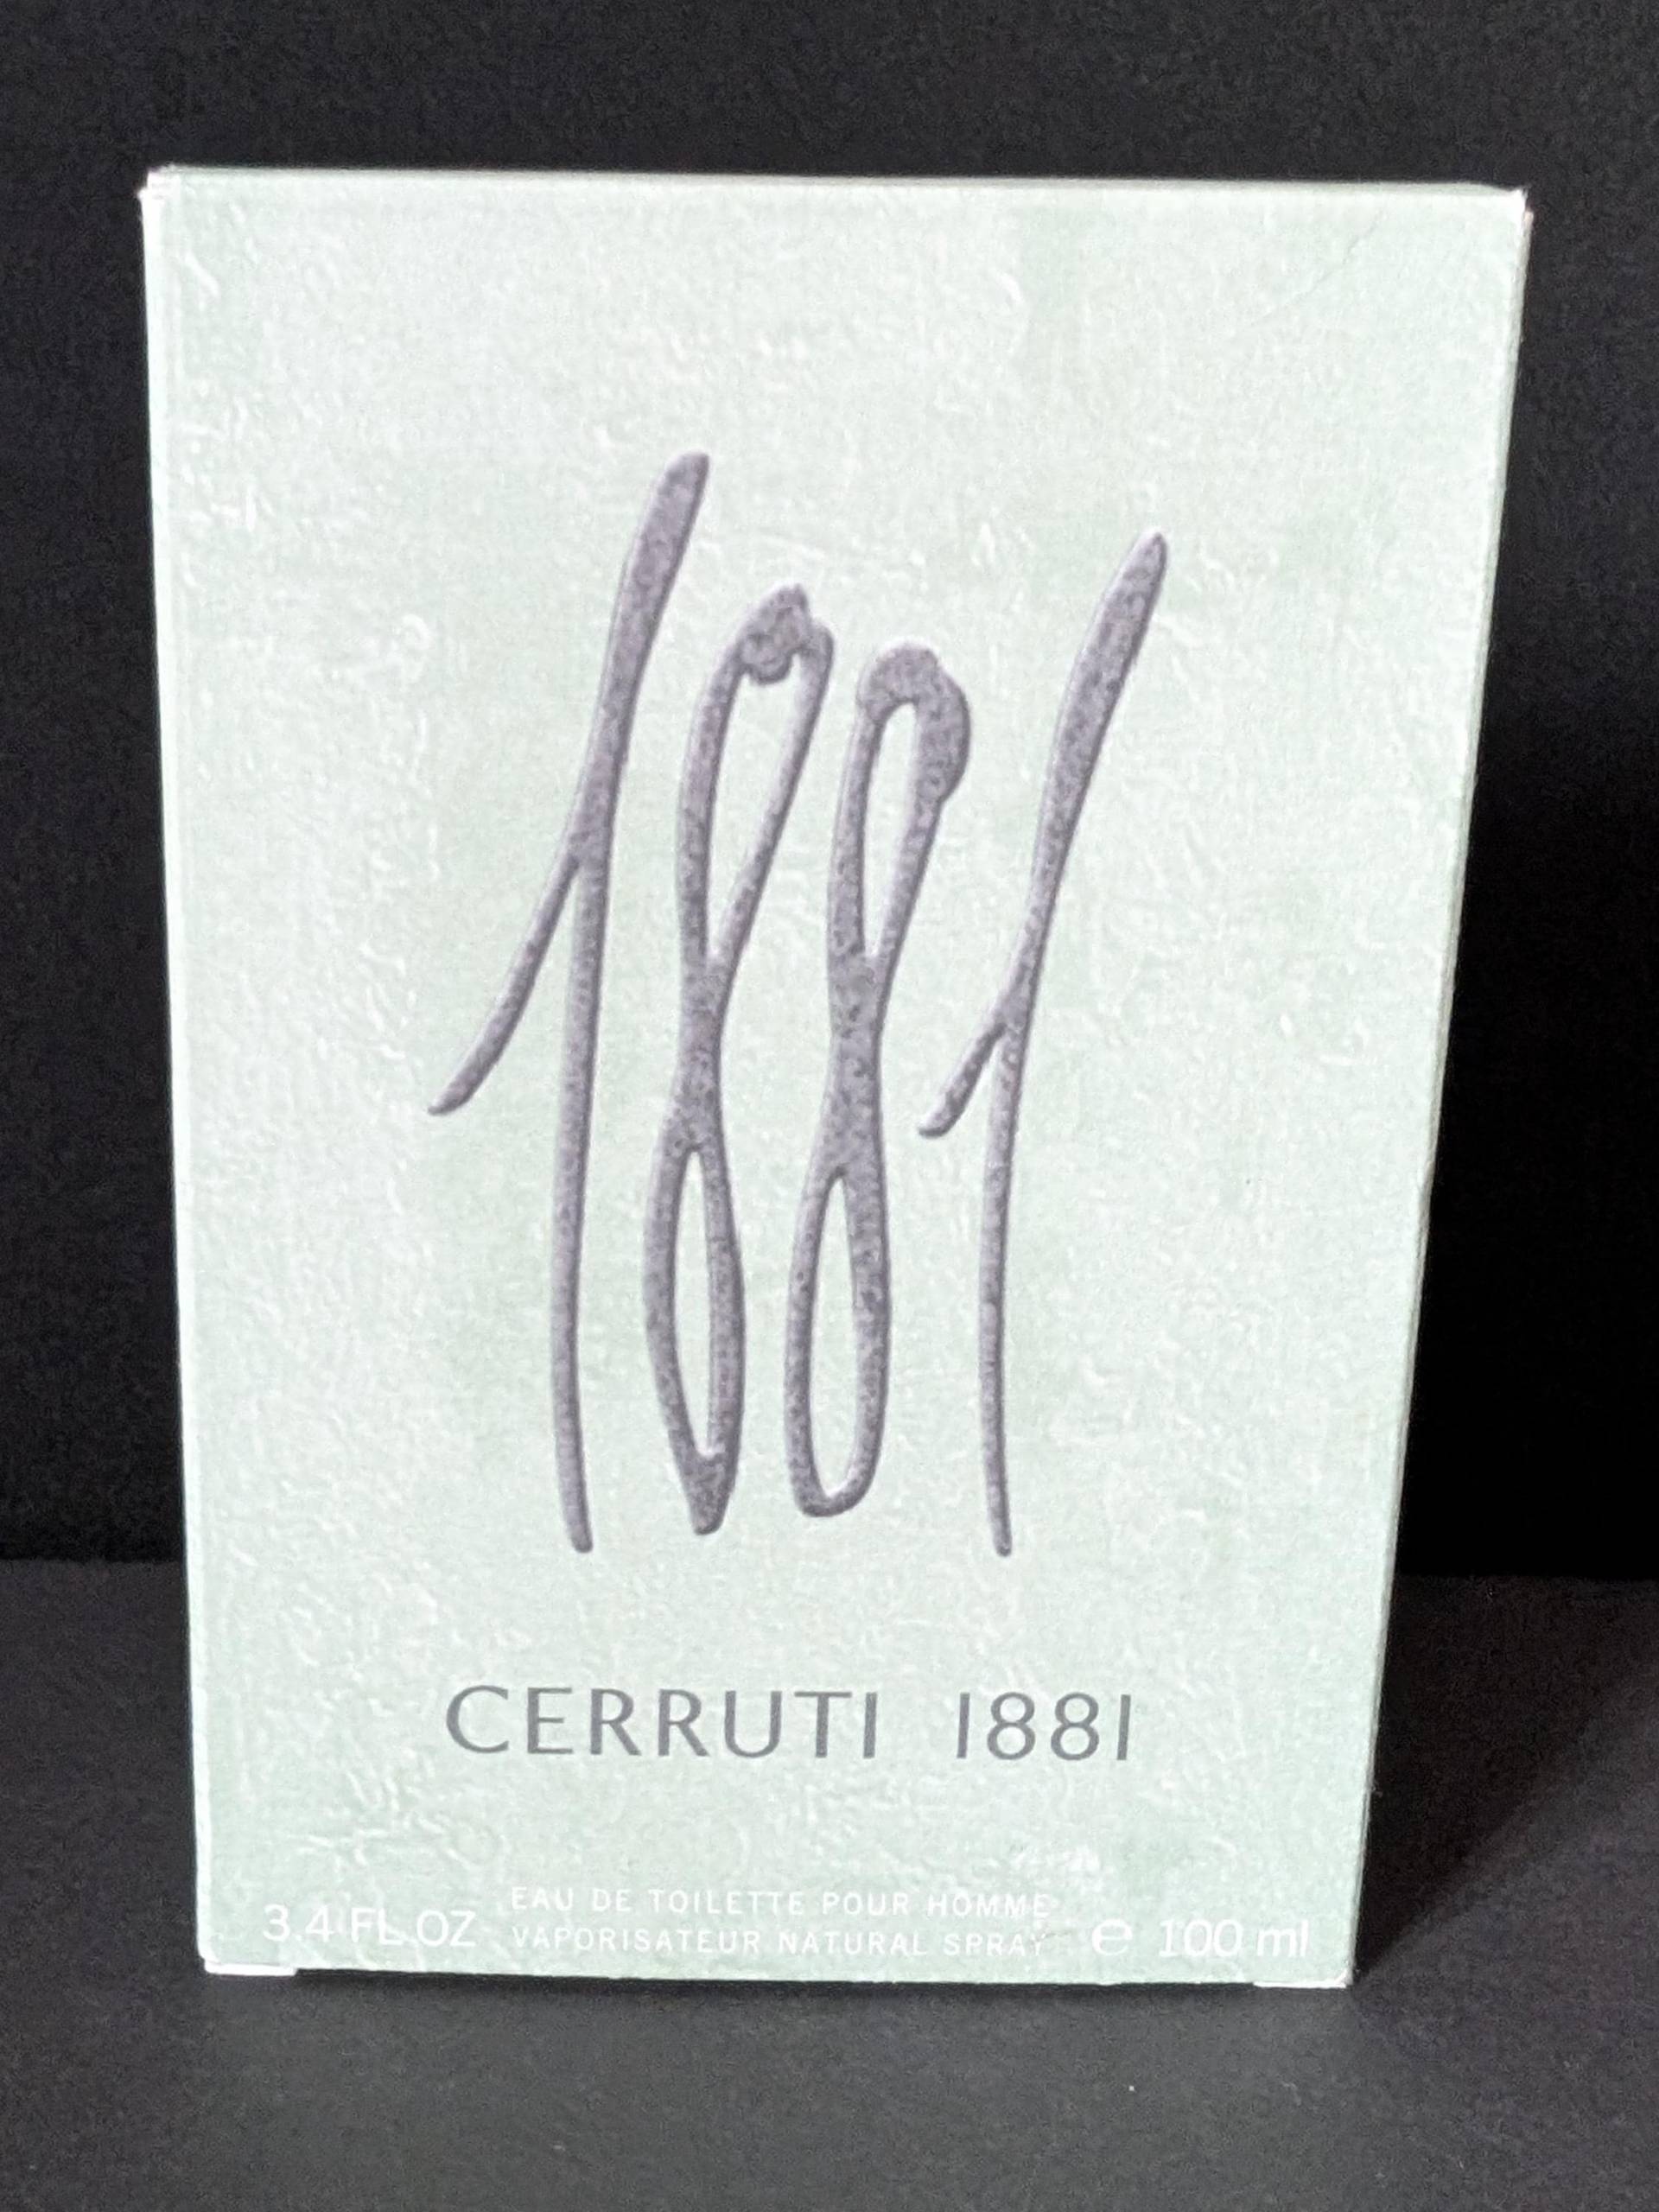 1881
CERRUTI 1881
3.4 FL.OZ
EAU DE TOILETTE POUR HOMME
VAPORISATEUR NATURAL SPRAY
℮ 100 ml